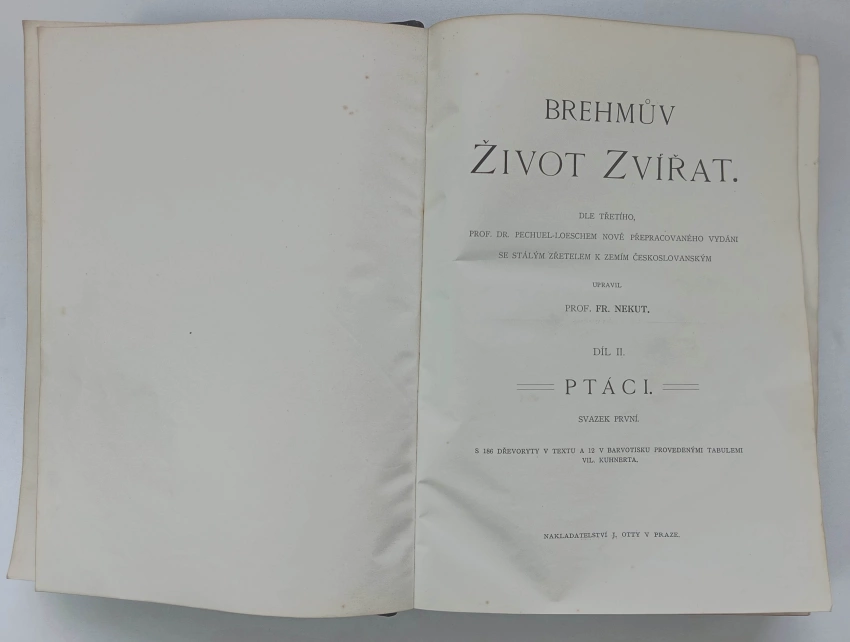 BREHMŮV
ŽIVOT ZVÍŘAT.
DLE TŘETÍHO,
PROF. DR. PECHUEL-LOESCHEM NOVĚ PŘEPRACOVANÉHO VYDÁNI
SE STÁLÝM ZŘETELEM K ZEMÍM ČESKOSLOVANSKÝM
UPRAVIL
PROF. FR. NEKUT.
DÍL II.
PTÁCI.
SVAZEK PRVNÍ.
S 186 DŘEVORYTY V TEXTU A 12 V BARVOTISKU PROVEDENÝMI TABULEMI
VIL. KUHNERTA.
NAKLADATELSTVÍ J. OTTY V PRAZE.